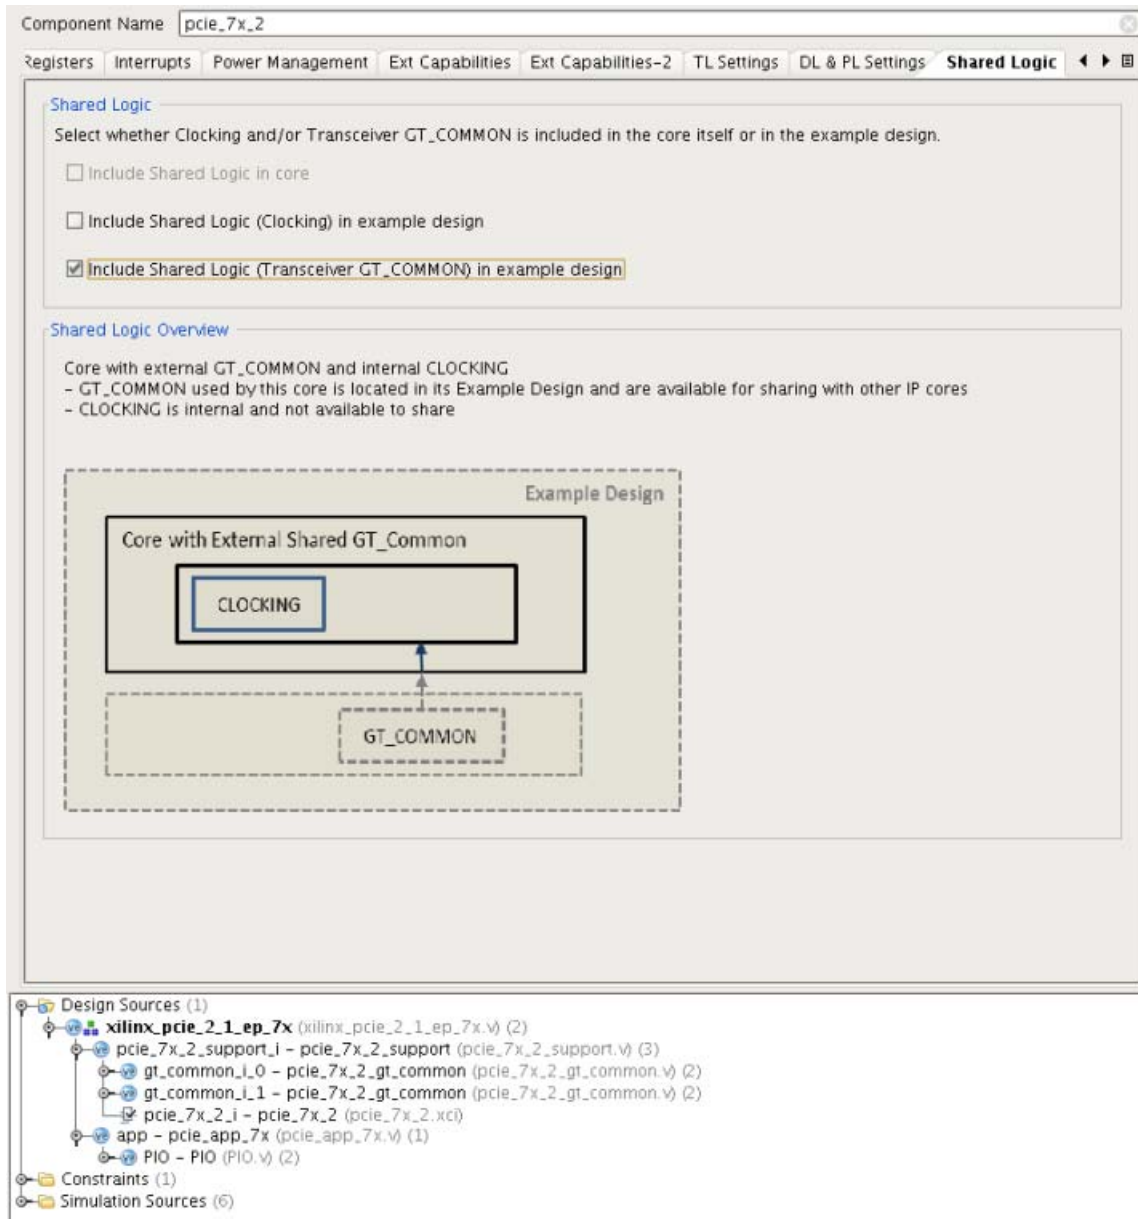 Component Name pcie_7x_2
Registers Interrupts Power Management Ext Capabilities Ext Capabilities-2 TL Settings DL & PL Settings Shared Logic
Shared Logic
Select whether Clocking and/or Transceiver GT_COMMON is included in the core itself or in the example design.
Include Shared Logic in core
Include Shared Logic (Clocking) in example design
Include Shared Logic (Transceiver GT_COMMON) in example design
Shared Logic Overview
Core with external GT_COMMON and internal CLOCKING
- GT_COMMON used by this core is located in its Example Design and are available for sharing with other IP cores
- CLOCKING is internal and not available to share
Example Design
Core with External Shared GT_Common
CLOCKING
GT_COMMON
Design Sources (1)
xilinx_pcie_2_1_ep_7x (xilinx_pcie_2_1_ep_7x.v) (2)
pcie_7x_2_support_i - pcie_7x_2_support (pcie_7x_2_support.v) (3)
gt_common_i_0 - pcie_7x_2_gt_common (pcie_7x_2_gt_common.v) (2)
gt_common_i_1 - pcie_7x_2_gt_common (pcie_7x_2_gt_common.v) (2)
pcie_7x_2_i - pcie_7x_2 (pcie_7x_2.xci)
app - pcie_app_7x (pcie_app_7x.v) (1)
PIO - PIO (PIO.v) (2)
Constraints (1)
Simulation Sources (6)